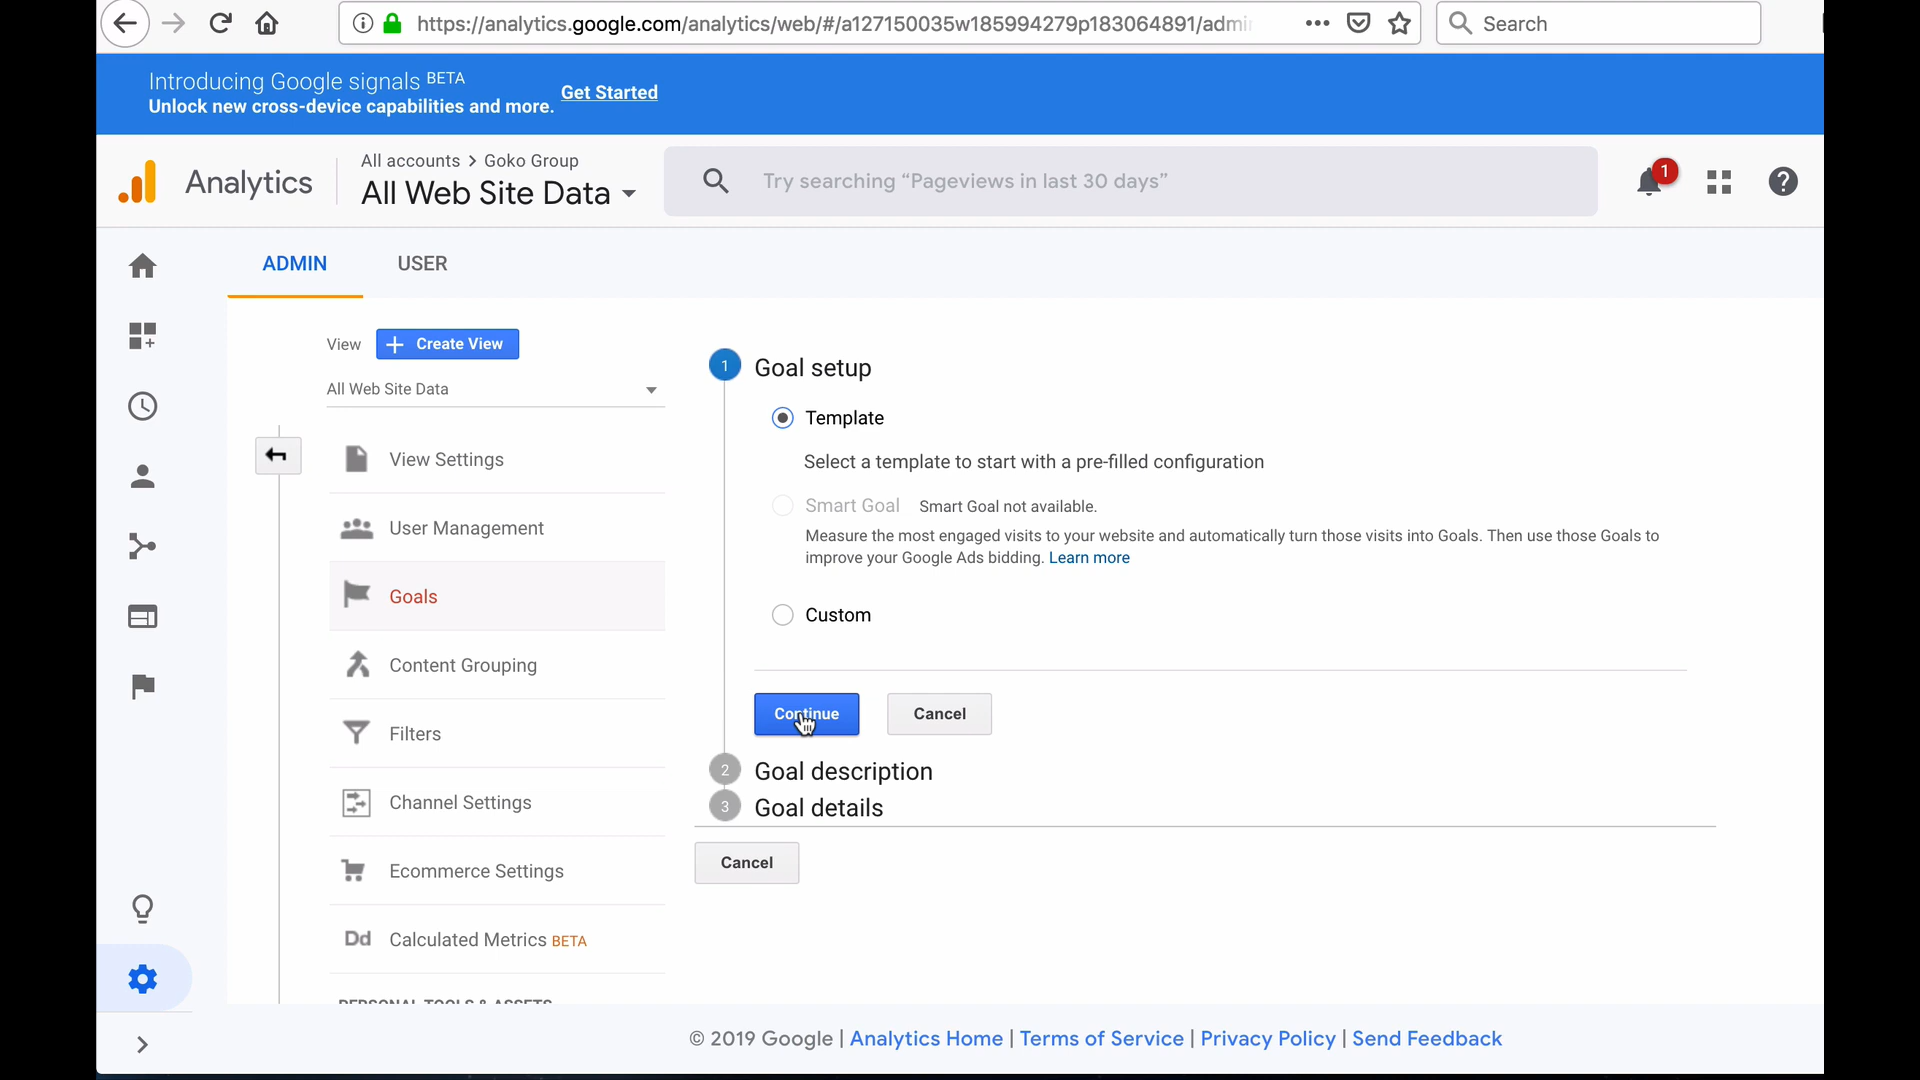 https://analytics.google.com/analytics/web/#/a127150035w185994279p183064891/admi
Search
Introducing Google signals BETA
Unlock new cross-device capabilities and more.
Get Started
Analytics
All accounts > Goko Group
All Web Site Data
Try searching “Pageviews in last 30 days”
1
ADMIN
USER
View
Create View
All Web Site Data
View Settings
User Management
Goals
Content Grouping
Filters
Channel Settings
Ecommerce Settings
Dd Calculated Metrics BETA
PERSONAL TOOLS & ASSETS
1 Goal setup
Template
Select a template to start with a pre-filled configuration
Smart Goal Smart Goal not available.
Measure the most engaged visits to your website and automatically turn those visits into Goals. Then use those Goals to
improve your Google Ads bidding. Learn more
Custom
Continue
Cancel
2 Goal description
3 Goal details
Cancel
© 2019 Google | Analytics Home | Terms of Service | Privacy Policy | Send Feedback